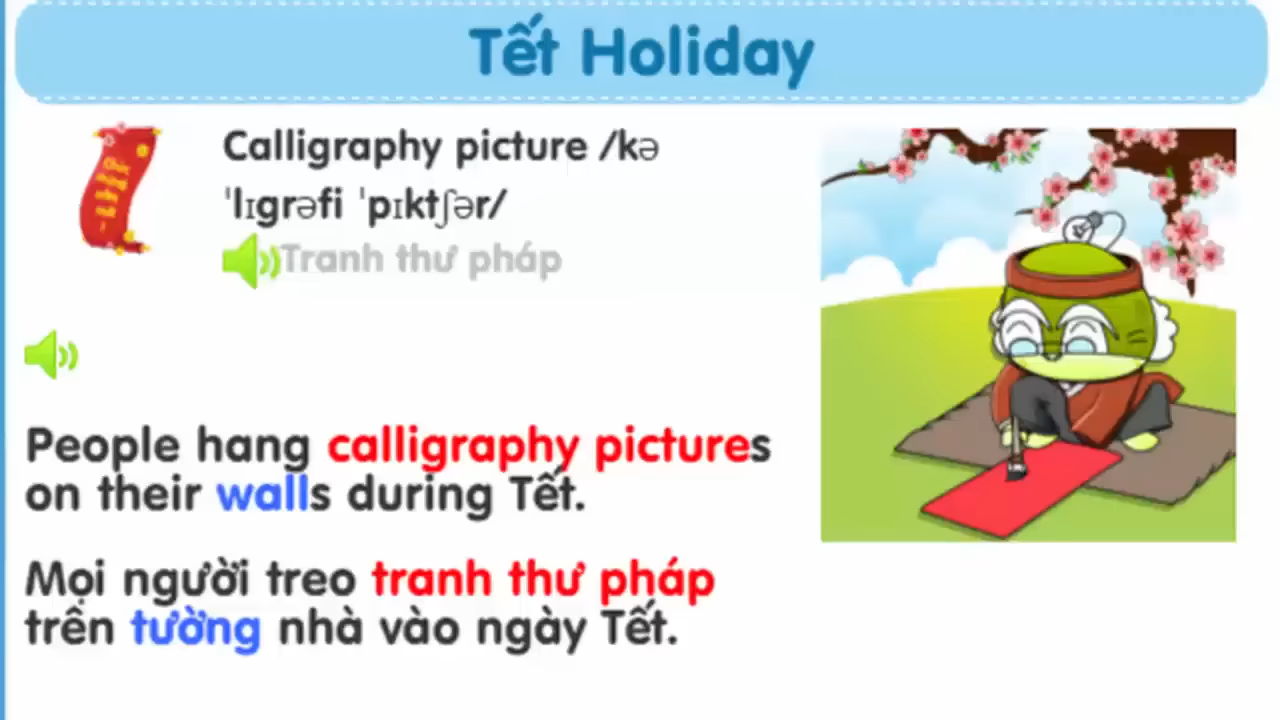 Tết Holiday
Calligraphy picture /kə
ˈlɪgrəfi ˈpɪktʃər/
Tranh thư pháp
People hang calligraphy pictures
on their walls during Tết.
Mọi người treo tranh thư pháp
trên tường nhà vào ngày Tết.